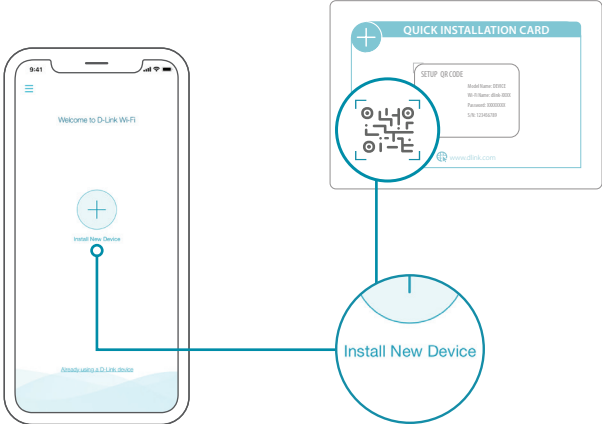 9:41
Welcome to D-Link Wi-Fi
Install New Device
Already using a D-Link device
QUICK INSTALLATION CARD
SETUP QR CODE
Model Name: DEVICE
Wi-Fi Name: dlink-XXXX
Password: XXXXXXXX
S/N: 123456789
www.dlink.com
Install New Device